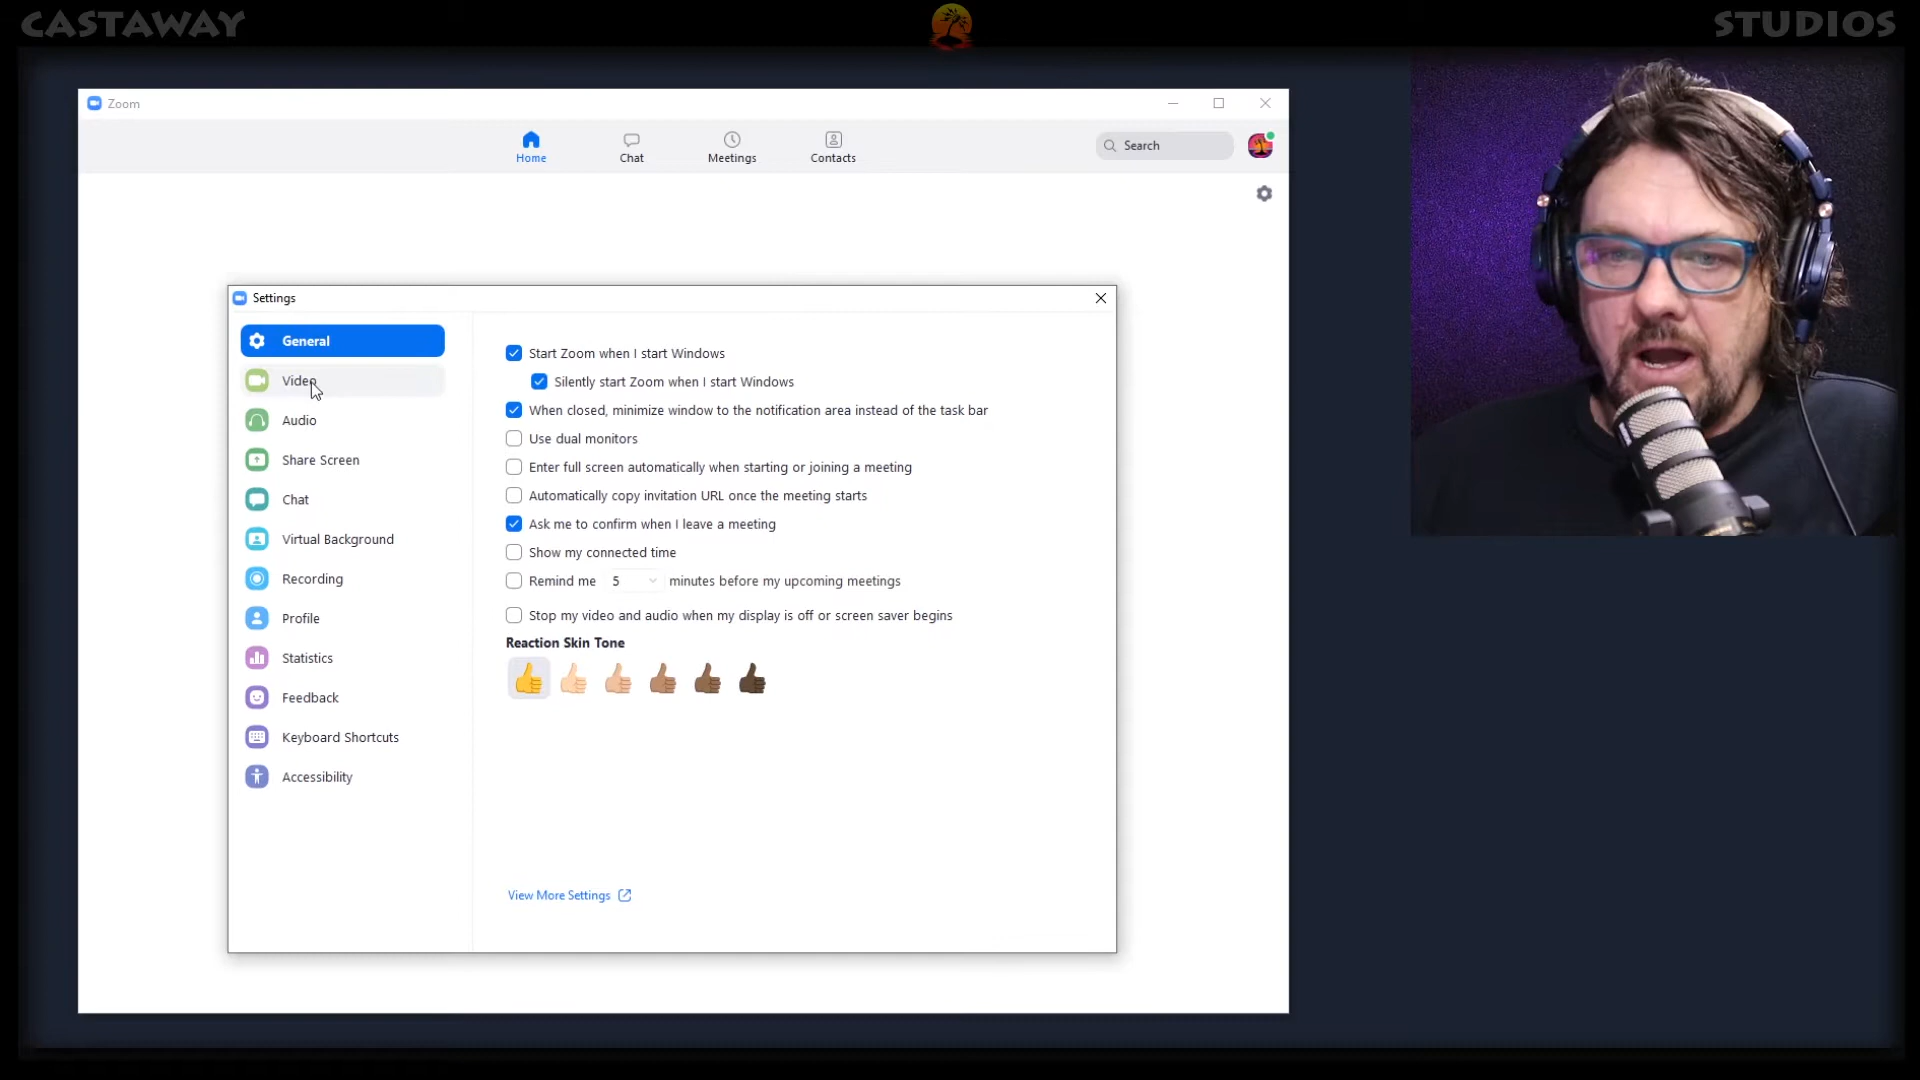 CASTAWAY
STUDIOS
Zoom
Home
Chat
Meetings
Contacts
Search
Settings
General
Video
Audio
Share Screen
Chat
Virtual Background
Recording
Profile
Statistics
Feedback
Keyboard Shortcuts
Accessibility
Start Zoom when I start Windows
Silently start Zoom when I start Windows
When closed, minimize window to the notification area instead of the task bar
Use dual monitors
Enter full screen automatically when starting or joining a meeting
Automatically copy invitation URL once the meeting starts
Ask me to confirm when I leave a meeting
Show my connected time
Remind me 5 minutes before my upcoming meetings
Stop my video and audio when my display is off or screen saver begins
Reaction Skin Tone
View More Settings